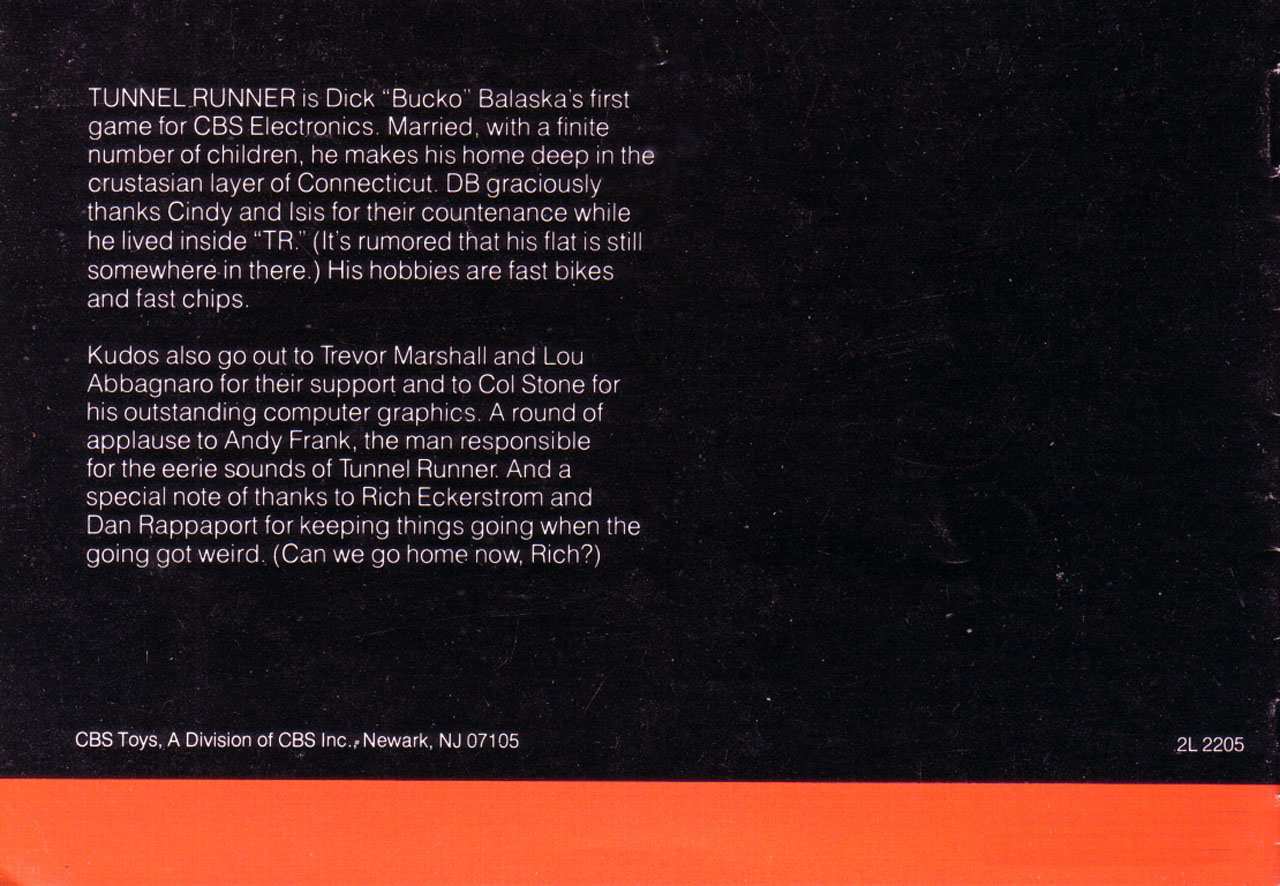 TUNNEL RUNNER is Dick “Bucko” Balaska's first
game for CBS Electronics. Married, with a finite
number of children, he makes his home deep in the
crustasian layer of Connecticut. DB graciously
thanks Cindy and Isis for their countenance while
he lived inside “TR.” (It's rumored that his flat is still
somewhere in there.) His hobbies are fast bikes
and fast chips.
Kudos also go out to Trevor Marshall and Lou
Abbagnaro for their support and to Col Stone for
his outstanding computer graphics. A round of
applause to Andy Frank, the man responsible
for the eerie sounds of Tunnel Runner. And a
special note of thanks to Rich Eckerstrom and
Dan Rappaport for keeping things going when the
going got weird. (Can we go home now, Rich?)
CBS Toys, A Division of CBS Inc., Newark, NJ 07105
2L 2205